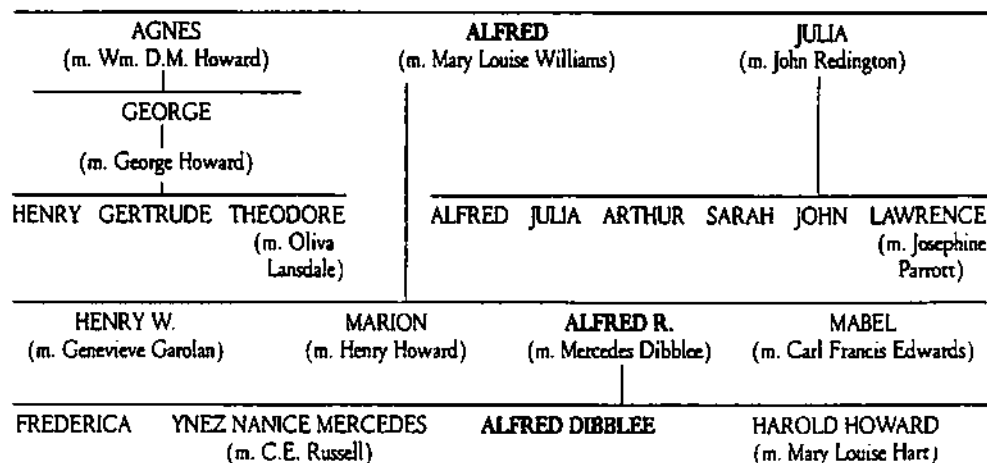 AGNES ALFRED JULIA
(m. Wm. D.M. Howard) (m. Mary Louise Williams) (m. John Redington)
GEORGE
(m. George Howard)
HENRY GERTRUDE THEODORE ALFRED JULIA ARTHUR SARAH JOHN LAWRENCE
(m. Oliva (m. Josephine
Lansdale) Parrott)
HENRY W. MARION ALFRED R. MABEL
(m. Genevieve Garolan) (m. Henry Howard) (m. Mercedes Dibblee) (m. Carl Francis Edwards)
FREDERICA YNEZ NANICE MERCEDES ALFRED DIBBLEE HAROLD HOWARD
(m. C.E. Russell) (m. Mary Louise Hart)